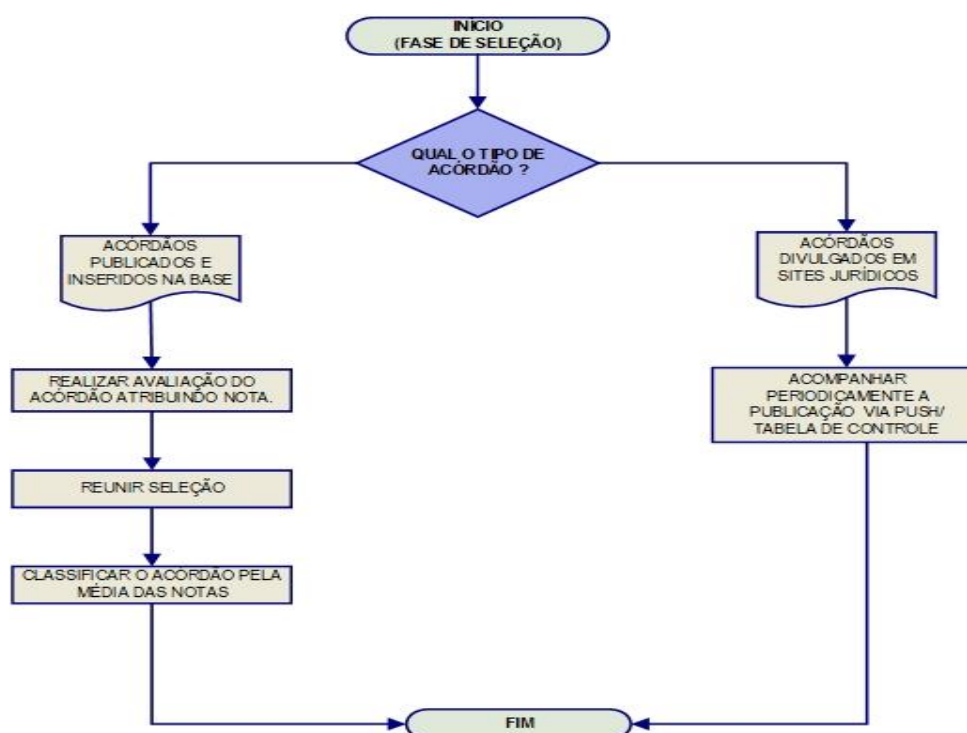 INÍCIO
(FASE DE SELEÇÃO)
QUAL O TIPO DE
ACÓRDÃO ?
ACÓRDÃOS
PUBLICADOS E
INSERIDOS NA BASE
ACÓRDÃOS
DIVULGADOS EM
SITES JURÍDICOS
REALIZAR AVALIAÇÃO DO
ACÓRDÃO ATRIBUINDO NOTA.
ACOMPANHAR
PERIODICAMENTE A
PUBLICAÇÃO VIA PUSH/
TABELA DE CONTROLE
REUNIR SELEÇÃO
CLASSIFICAR O ACÓRDÃO PELA
MÉDIA DAS NOTAS
FIM